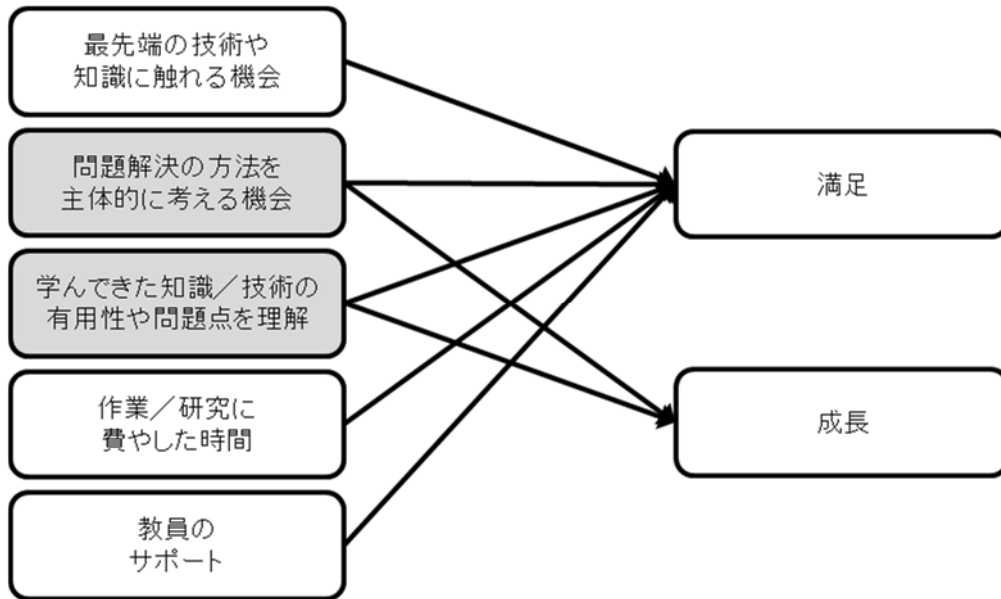 最先端の技術や
知識に触れる機会
問題解決の方法を
主体的に考える機会
学んできた知識／技術の
有用性や問題点を理解
作業／研究に
費やした時間
教員の
サポート
満足
成長